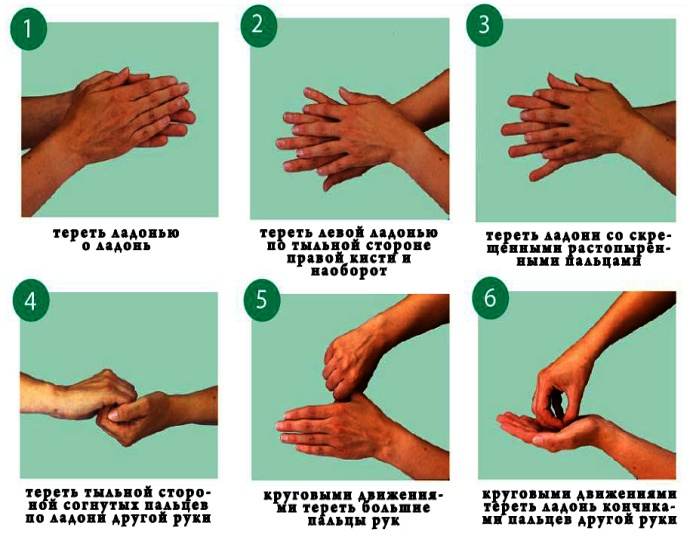 1
тереть ладонью
о ладонь
2
тереть левой ладонью
по тыльной стороне
правой кисти и
наоборот
3
тереть ладони со скре-
щенными растопырен-
ными пальцами
4
тереть тыльной сторо-
ной согнутых пальцев
по ладони другой руки
5
круговыми движения-
ми тереть большие
пальцы рук
6
круговыми движениями
тереть ладонь кончика-
ми пальцев другой руки